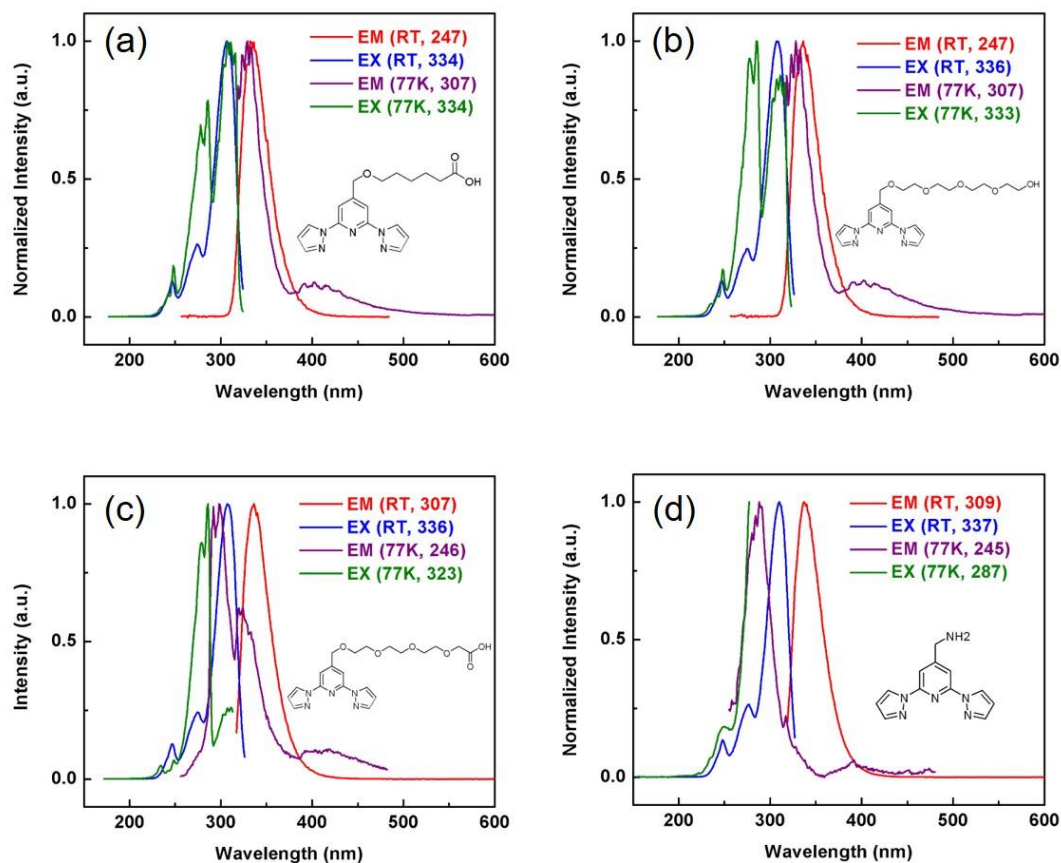 (a)
EM (RT, 247)
EX (RT, 334)
EM (77K, 307)
EX (77K, 334)
Normalized Intensity (a.u.)
1.0
0.5
0.0
O
O
OH
N
N
N
N
N
200 300 400 500 600
Wavelength (nm)
(b)
EM (RT, 247)
EX (RT, 336)
EM (77K, 307)
EX (77K, 333)
Normalized Intensity (a.u.)
1.0
0.5
0.0
O
O
O
O
OH
N
N
N
N
N
200 300 400 500 600
Wavelength (nm)
(c)
EM (RT, 307)
EX (RT, 336)
EM (77K, 246)
EX (77K, 323)
Intensity (a.u.)
1.0
0.5
0.0
O
O
O
O
OH
O
N
N
N
N
N
200 300 400 500 600
Wavelength (nm)
(d)
EM (RT, 309)
EX (RT, 337)
EM (77K, 245)
EX (77K, 287)
Normalized Intensity (a.u.)
1.0
0.5
0.0
NH2
N
N
N
N
N
200 300 400 500 600
Wavelength (nm)